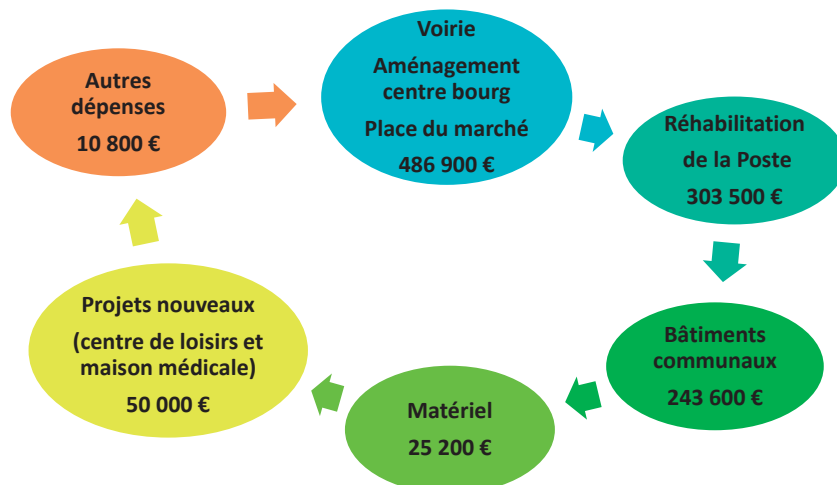 Voirie
Aménagement
centre bourg
Place du marché
486 900 €
Réhabilitation
de la Poste
303 500 €
Bâtiments
communaux
243 600 €
Matériel
25 200 €
Projets nouveaux
(centre de loisirs et
maison médicale)
50 000 €
Autres
dépenses
10 800 €